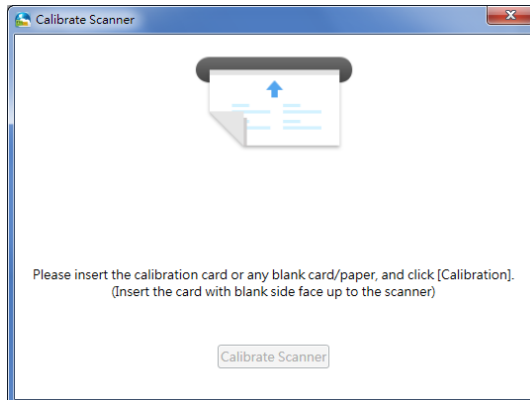 Calibrate Scanner
Please insert the calibration card or any blank card/paper, and click [Calibration].
(Insert the card with blank side face up to the scanner)
Calibrate Scanner